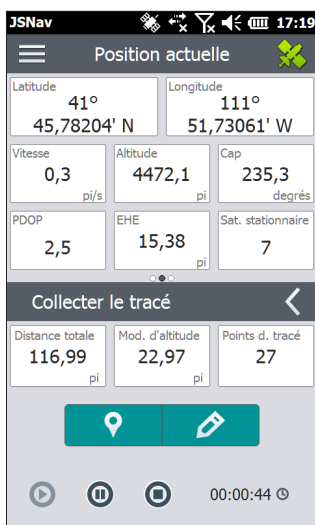 JSNav 17:19
Position actuelle
Latitude Longitude
41° 111°
45,78204' N 51,73061' W
Vitesse Altitude Cap
0,3 4472,1 235,3
pi/s pi degrés
PDOP EHE Sat. stationnaire
2,5 15,38 7
pi
Collecter le tracé
Distance totale Mod. d'altitude Points d. tracé
116,99 22,97 27
pi pi
00:00:44